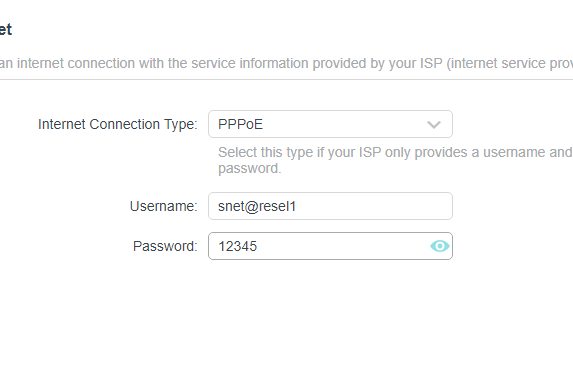 et
an internet connection with the service information provided by your ISP (internet service prov
Internet Connection Type: PPPoE
Select this type if your ISP only provides a username and
password.
Username: snet@resel1
Password: 12345